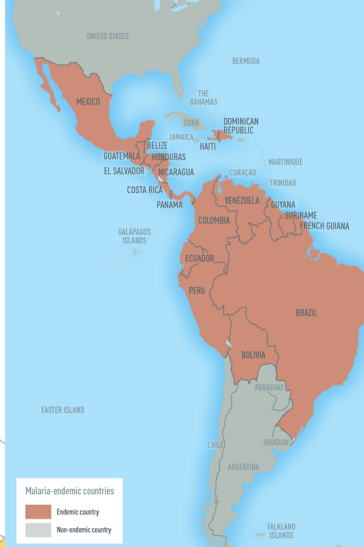 UNITED STATES
BERMUDA
THE
BAHAMAS
MEXICO
CUBA
DOMINICAN
REPUBLIC
JAMAICA
HAITI
BELIZE
GUATEMALA
HONDURAS
MARTINIQUE
EL SALVADOR
NICARAGUA
CURAÇAO
TRINIDAD
COSTA RICA
PANAMA
VENEZUELA
GUYANA
SURINAME
FRENCH GUIANA
COLOMBIA
GALÁPAGOS
ISLANDS
ECUADOR
PERU
BRAZIL
BOLIVIA
PARAGUAY
EASTER ISLAND
CHILE
URUGUAY
ARGENTINA
Malaria-endemic countries
Endemic country
Non-endemic country
FALKLAND
ISLANDS